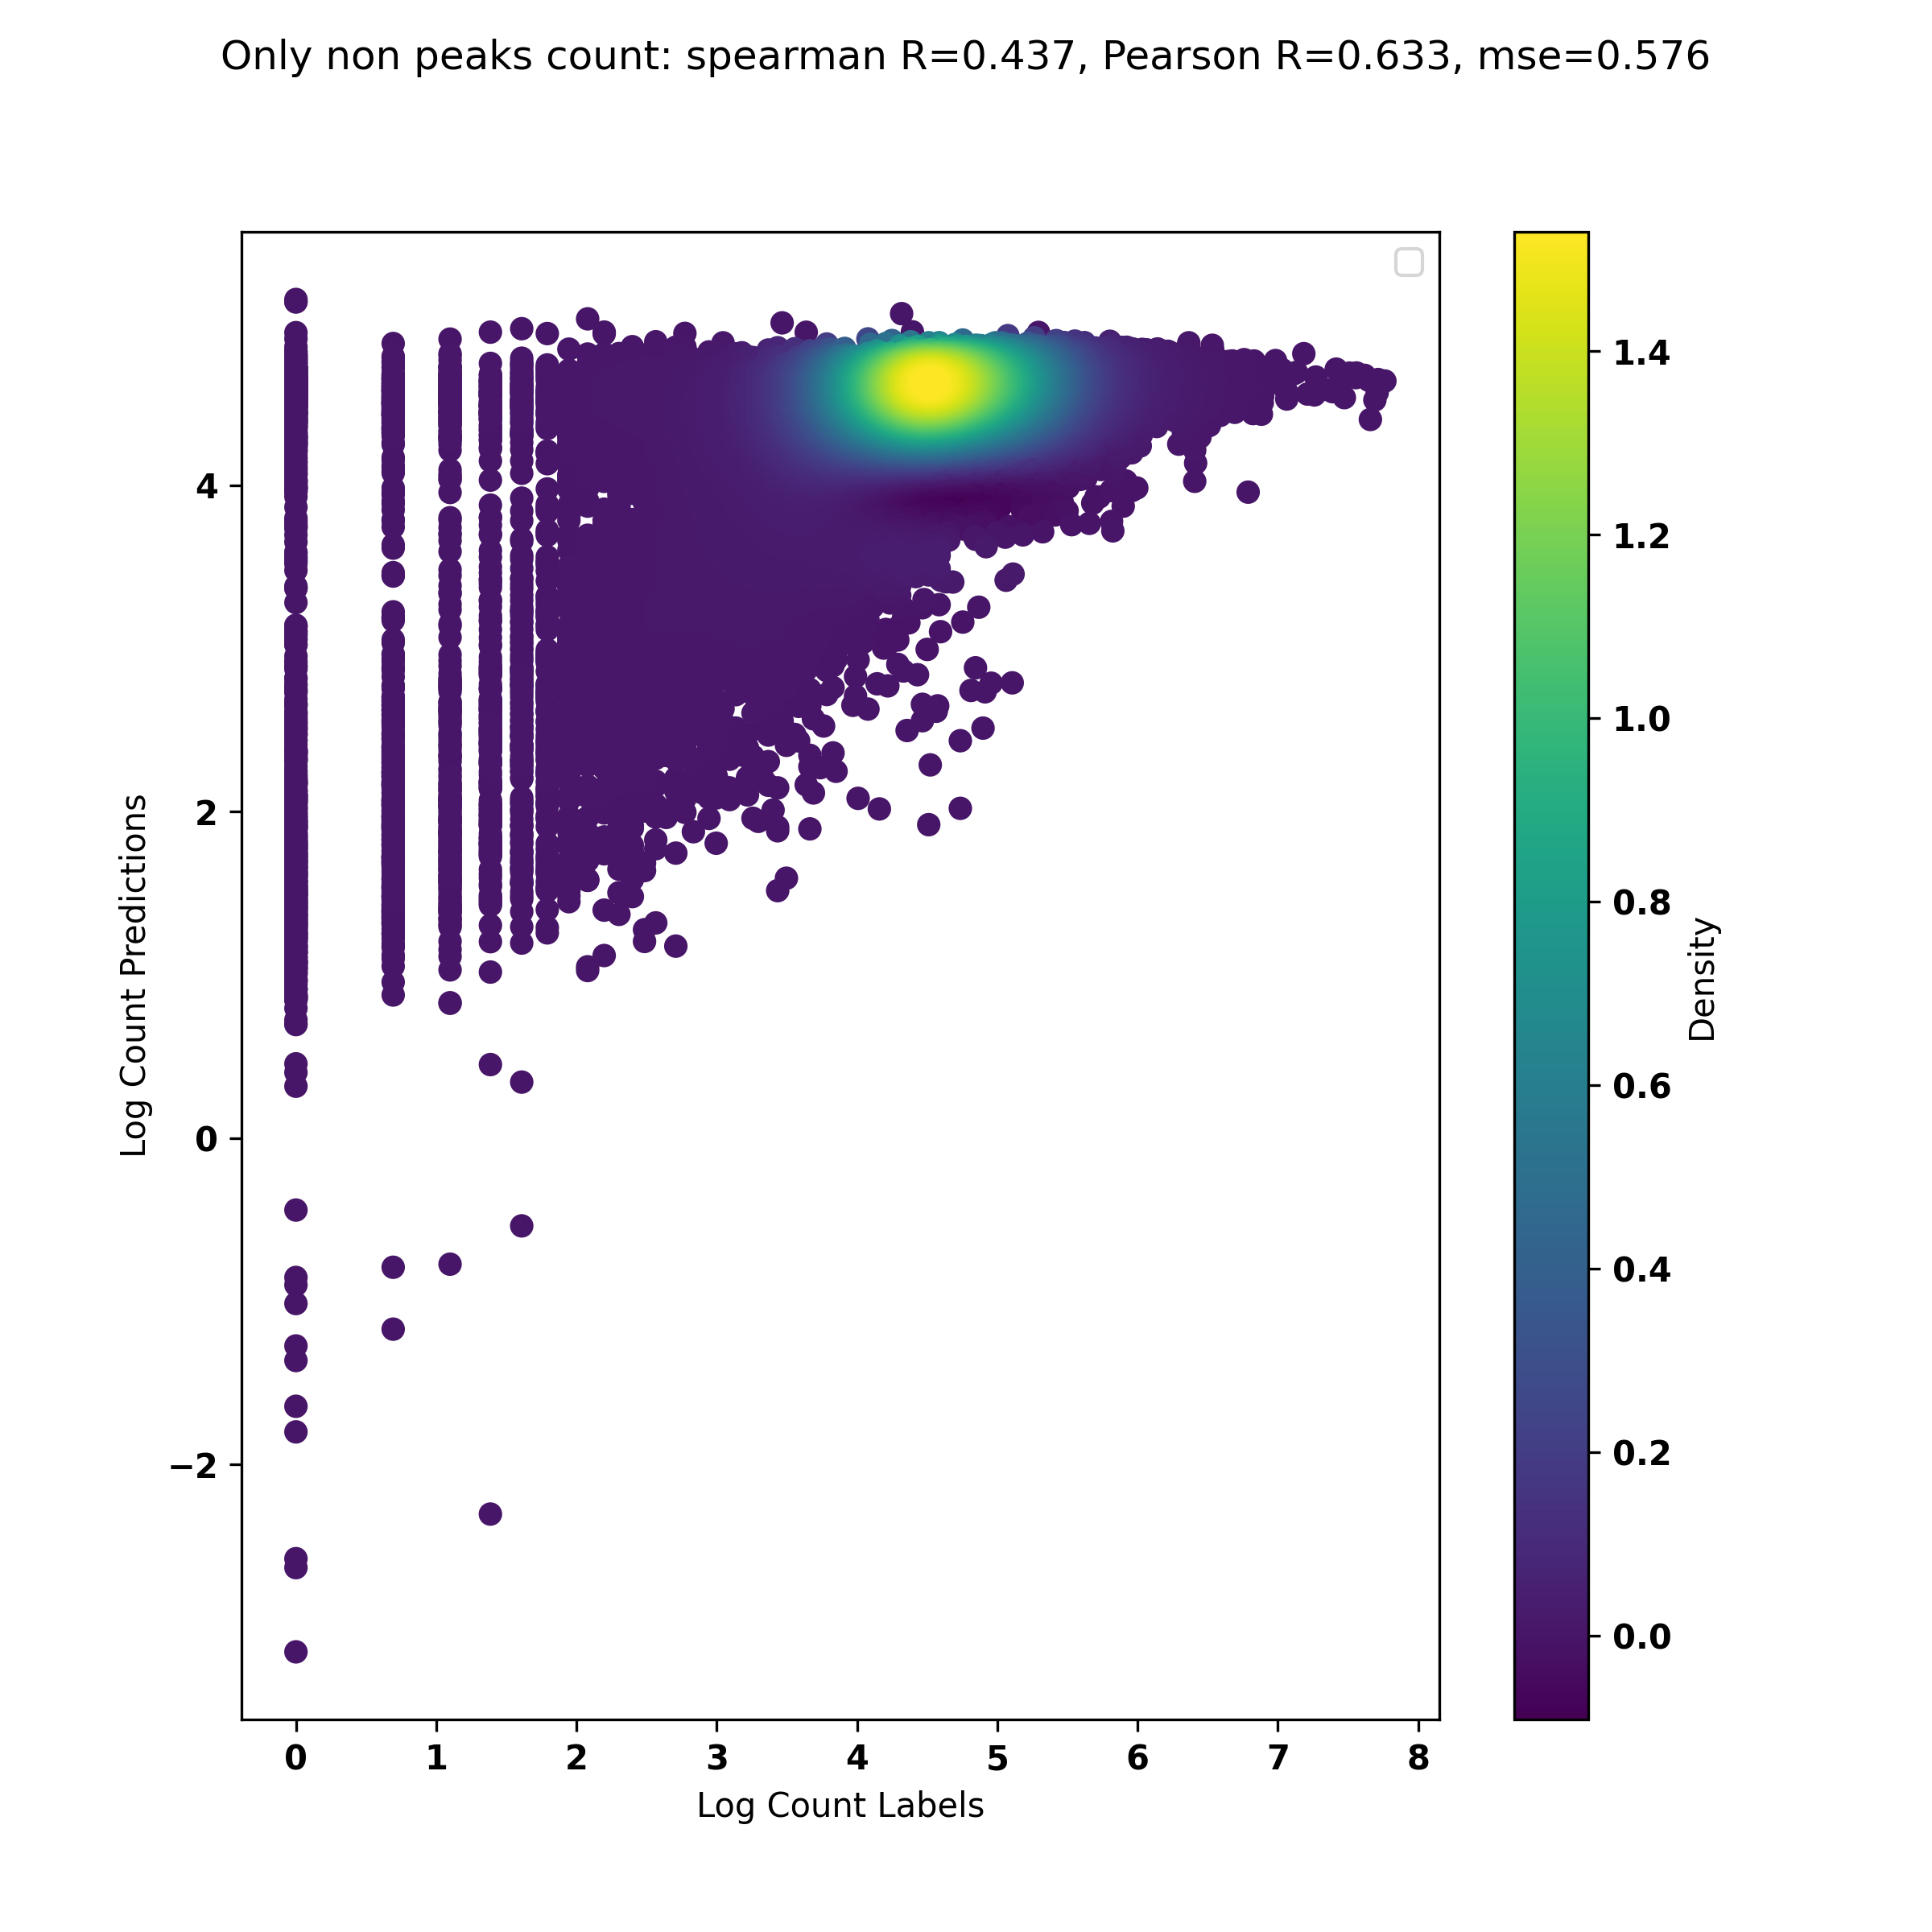 Only non peaks count: spearman R=0.437, Pearson R=0.633, mse=0.576
Log Count Predictions
4
2
0
−2
0 1 2 3 4 5 6 7 8
Log Count Labels
1.4
1.2
1.0
0.8
0.6
0.4
0.2
0.0
Density